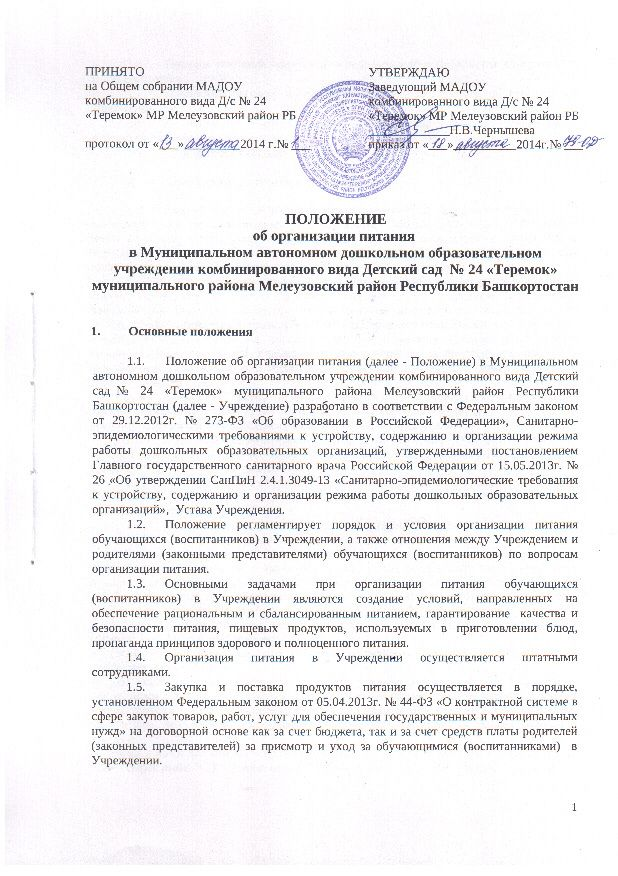 ПРИНЯТО
на Общем собрании МАДОУ
комбинированного вида Д/с № 24
«Теремок» МР Мелеузовский район РБ
протокол от «13» августа 2014 г.№
УТВЕРЖДАЮ
Заведующий МАДОУ
комбинированного вида Д/с № 24
«Теремок» МР Мелеузовский район РБ
Н.В.Чернышева
приказ от «18» августа 2014г.№
ПОЛОЖЕНИЕ
об организации питания
в Муниципальном автономном дошкольном образовательном
учреждении комбинированного вида Детский сад № 24 «Теремок»
муниципального района Мелеузовский район Республики Башкортостан
1. Основные положения
1.1. Положение об организации питания (далее - Положение) в Муниципальном
автономном дошкольном образовательном учреждении комбинированного вида Детский
сад № 24 «Теремок» муниципального района Мелеузовский район Республики
Башкортостан (далее - Учреждение) разработано в соответствии с Федеральным законом
от 29.12.2012г. № 273-ФЗ «Об образовании в Российской Федерации», Санитарно-
эпидемиологическими требованиями к устройству, содержанию и организации режима
работы дошкольных образовательных организаций, утвержденными постановлением
Главного государственного санитарного врача Российской Федерации от 15.05.2013г. №
26 «Об утверждении СанПиН 2.4.1.3049-13 «Санитарно-эпидемиологические требования
к устройству, содержанию и организации режима работы дошкольных образовательных
организаций», Устава Учреждения.
1.2. Положение регламентирует порядок и условия организации питания
обучающихся (воспитанников) в Учреждении, а также отношения между Учреждением и
родителями (законными представителями) обучающихся (воспитанников) по вопросам
организации питания.
1.3. Основными задачами при организации питания обучающихся
(воспитанников) в Учреждении являются создание условий, направленных на
обеспечение рациональным и сбалансированным питанием, гарантирование качества и
безопасности питания, пищевых продуктов, используемых в приготовлении блюд,
пропаганда принципов здорового и полноценного питания.
1.4. Организация питания в Учреждении осуществляется штатными
сотрудниками.
1.5. Закупка и поставка продуктов питания осуществляется в порядке,
установленном Федеральным законом от 05.04.2013г. № 44-ФЗ «О контрактной системе в
сфере закупок товаров, работ, услуг для обеспечения государственных и муниципальных
нужд» на договорной основе как за счет бюджета, так и за счет средств платы родителей
(законных представителей) за присмотр и уход за обучающимися (воспитанниками) в
Учреждении.
1